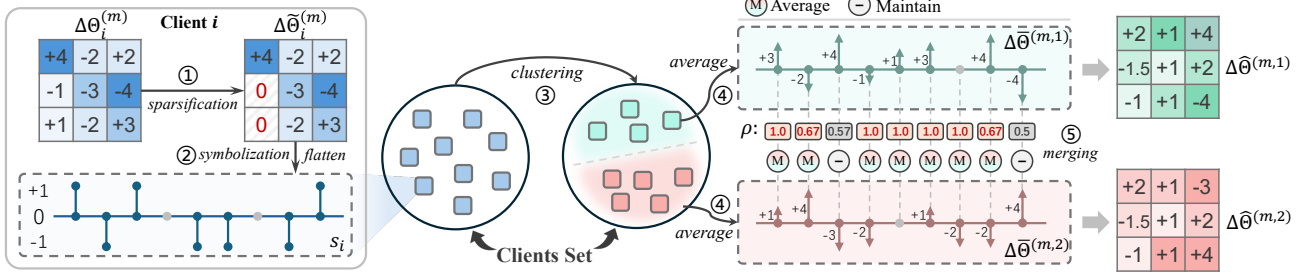 ΔΘᵢ⁽ᵐ⁾ Client i ΔΘ̃ᵢ⁽ᵐ⁾
+4 -2 +2
-1 -3 -4
+1 -2 +3
① sparsification
+4 -2 +2
0 -3 -4
0 -2 +3
② symbolization flatten
+1
0
-1
sᵢ
clustering
③
Clients Set
average
④
④
average
Ⓜ Average ⊖ Maintain
ΔΘ̄⁽ᵐ,¹⁾
+3 -2 +4 -1 +1 +3 +4 -4
ρ: 1.0 0.67 0.57 1.0 1.0 1.0 1.0 0.67 0.5
M M − M M M M M −
⑤
merging
+1 +4 -3 -2 +1 -2 -2 +4
ΔΘ̄⁽ᵐ,²⁾
+2 +1 +4
-1.5 +1 +2
-1 +1 -4
ΔΘ̂⁽ᵐ,¹⁾
+2 +1 -3
-1.5 +1 +2
-1 +1 +4
ΔΘ̂⁽ᵐ,²⁾